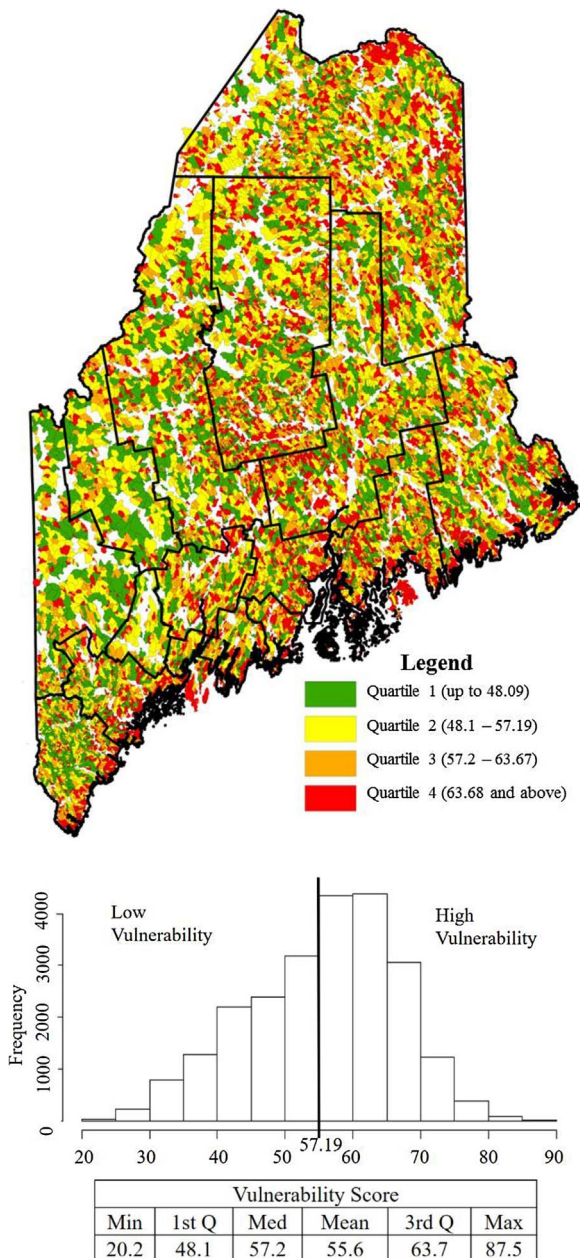 Legend
Quartile 1 (up to 48.09)
Quartile 2 (48.1 – 57.19)
Quartile 3 (57.2 – 63.67)
Quartile 4 (63.68 and above)
Low
Vulnerability
High
Vulnerability
Frequency
4000
3000
2000
1000
0
20 30 40 50 57.19 60 70 80 90
Vulnerability Score
Min 1st Q Med Mean 3rd Q Max
20.2 48.1 57.2 55.6 63.7 87.5